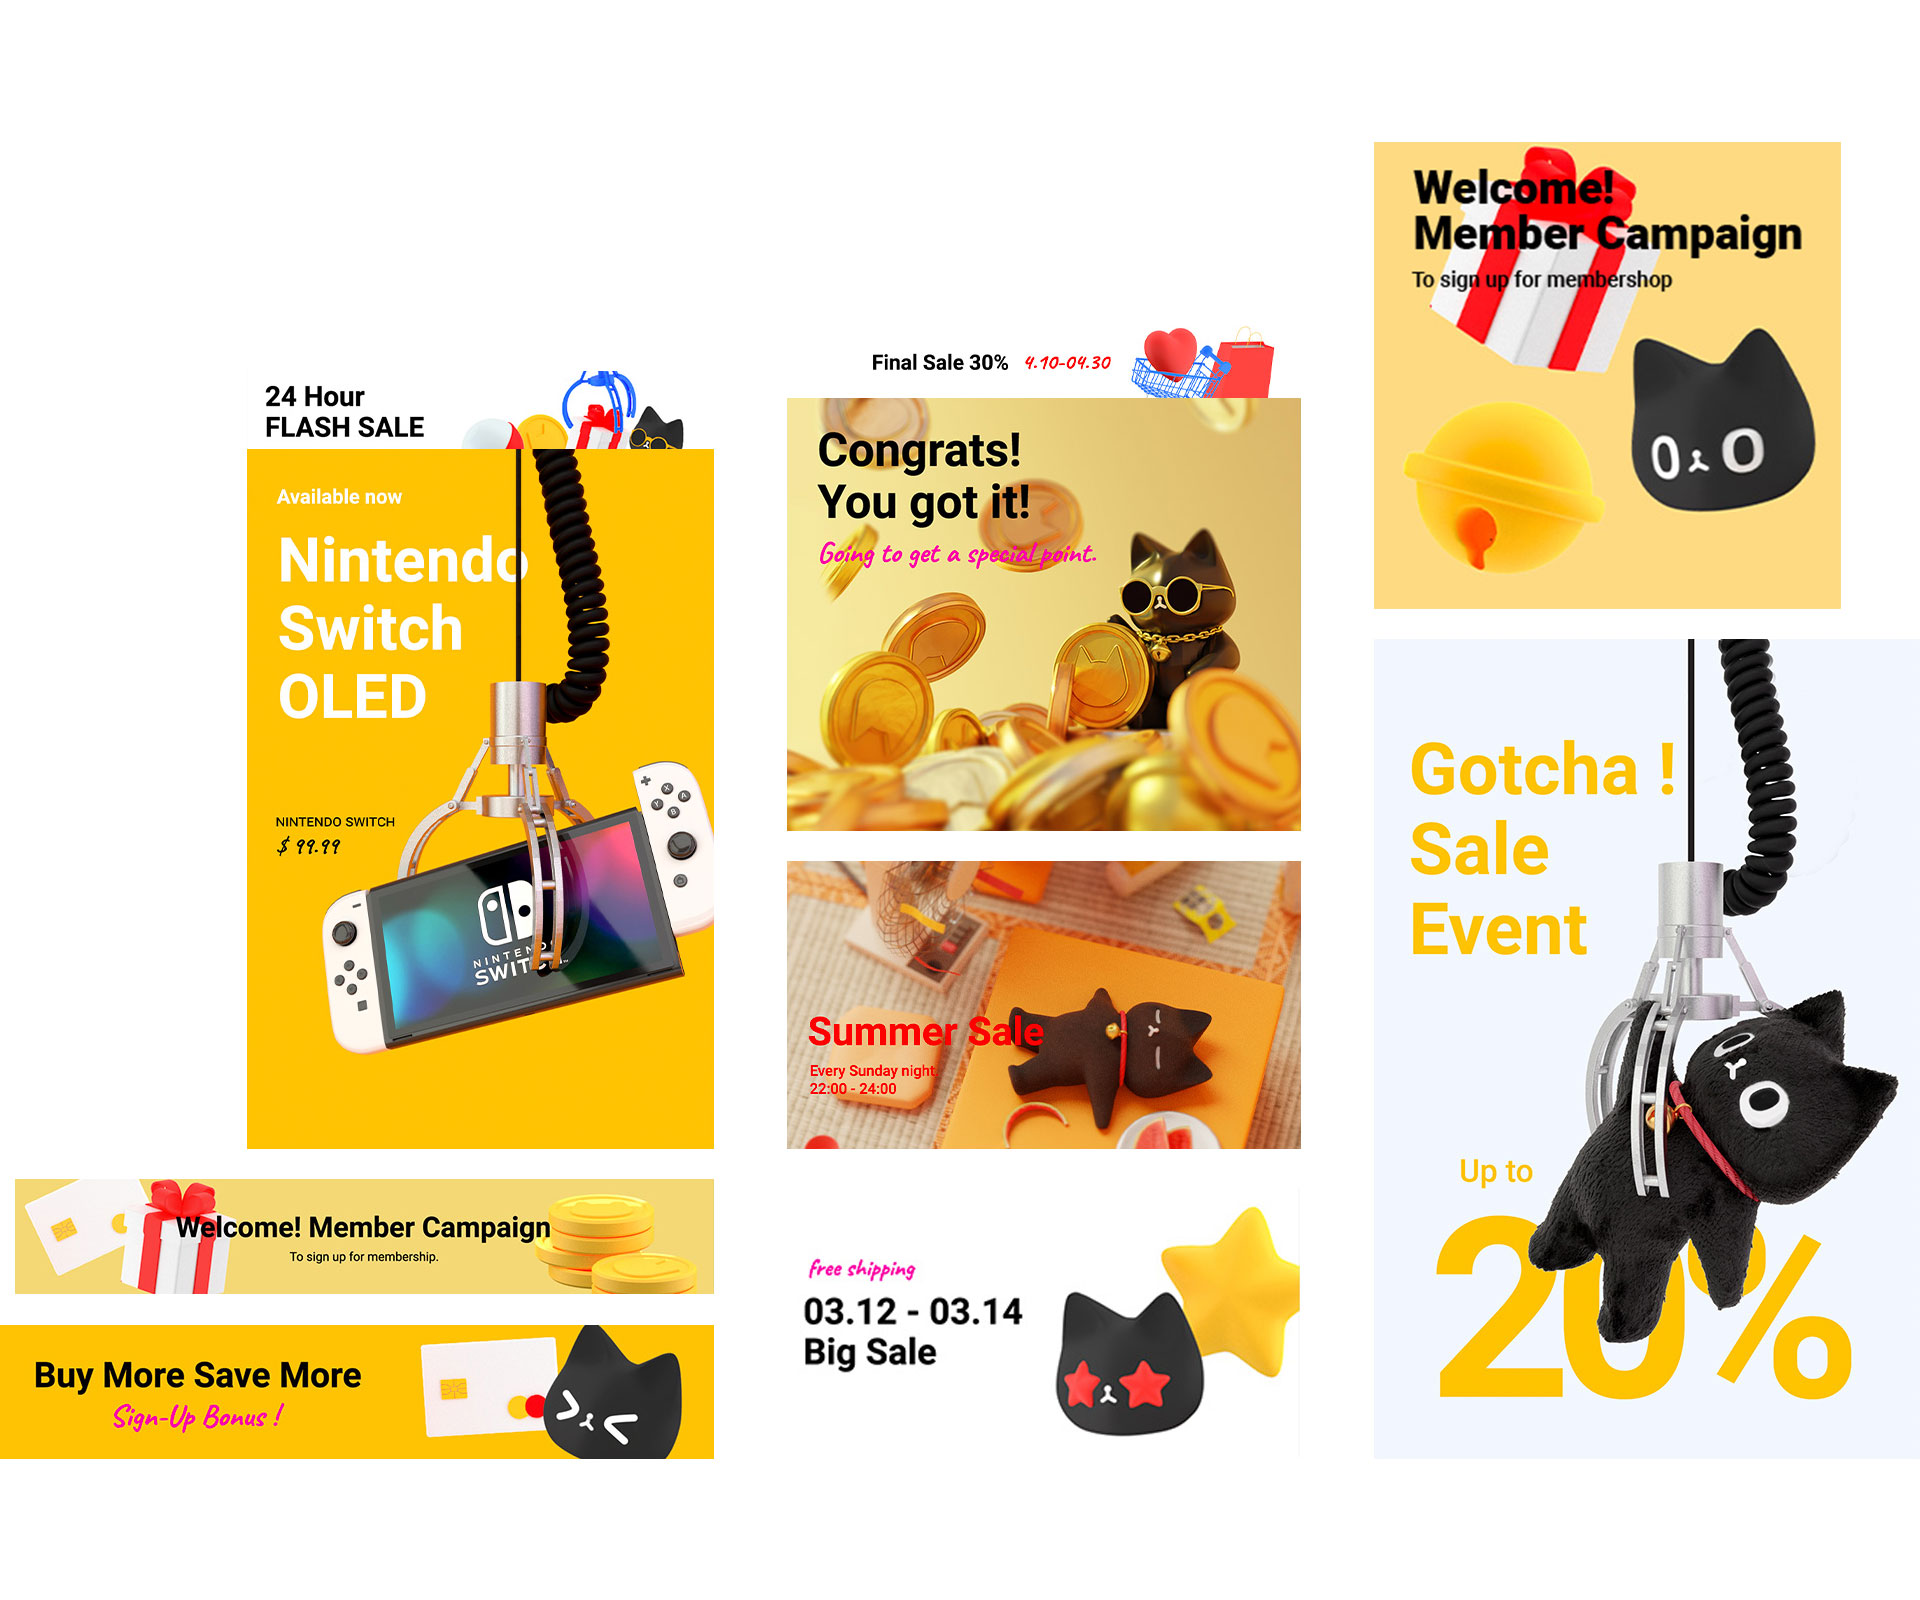 24 Hour
FLASH SALE
Available now
Nintendo
Switch
OLED
NINTENDO SWITCH
$ 99.99
NINTENDO
SWITCH
Welcome! Member Campaign
To sign up for membership.
Buy More Save More
Sign-Up Bonus !
Final Sale 30% 4.10-04.30
Congrats!
You got it!
Going to get a special point.
Summer Sale
Every Sunday night
22:00 - 24:00
free shipping
03.12 - 03.14
Big Sale
Welcome!
Member Campaign
To sign up for membershop
Gotcha !
Sale
Event
Up to
20%